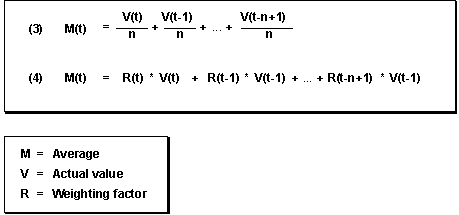 (3) M(t) = V(t)/n + V(t-1)/n + ... + V(t-n+1)/n
(4) M(t) = R(t) * V(t) + R(t-1) * V(t-1) + ... + R(t-n+1) * V(t-1)
M = Average
V = Actual value
R = Weighting factor